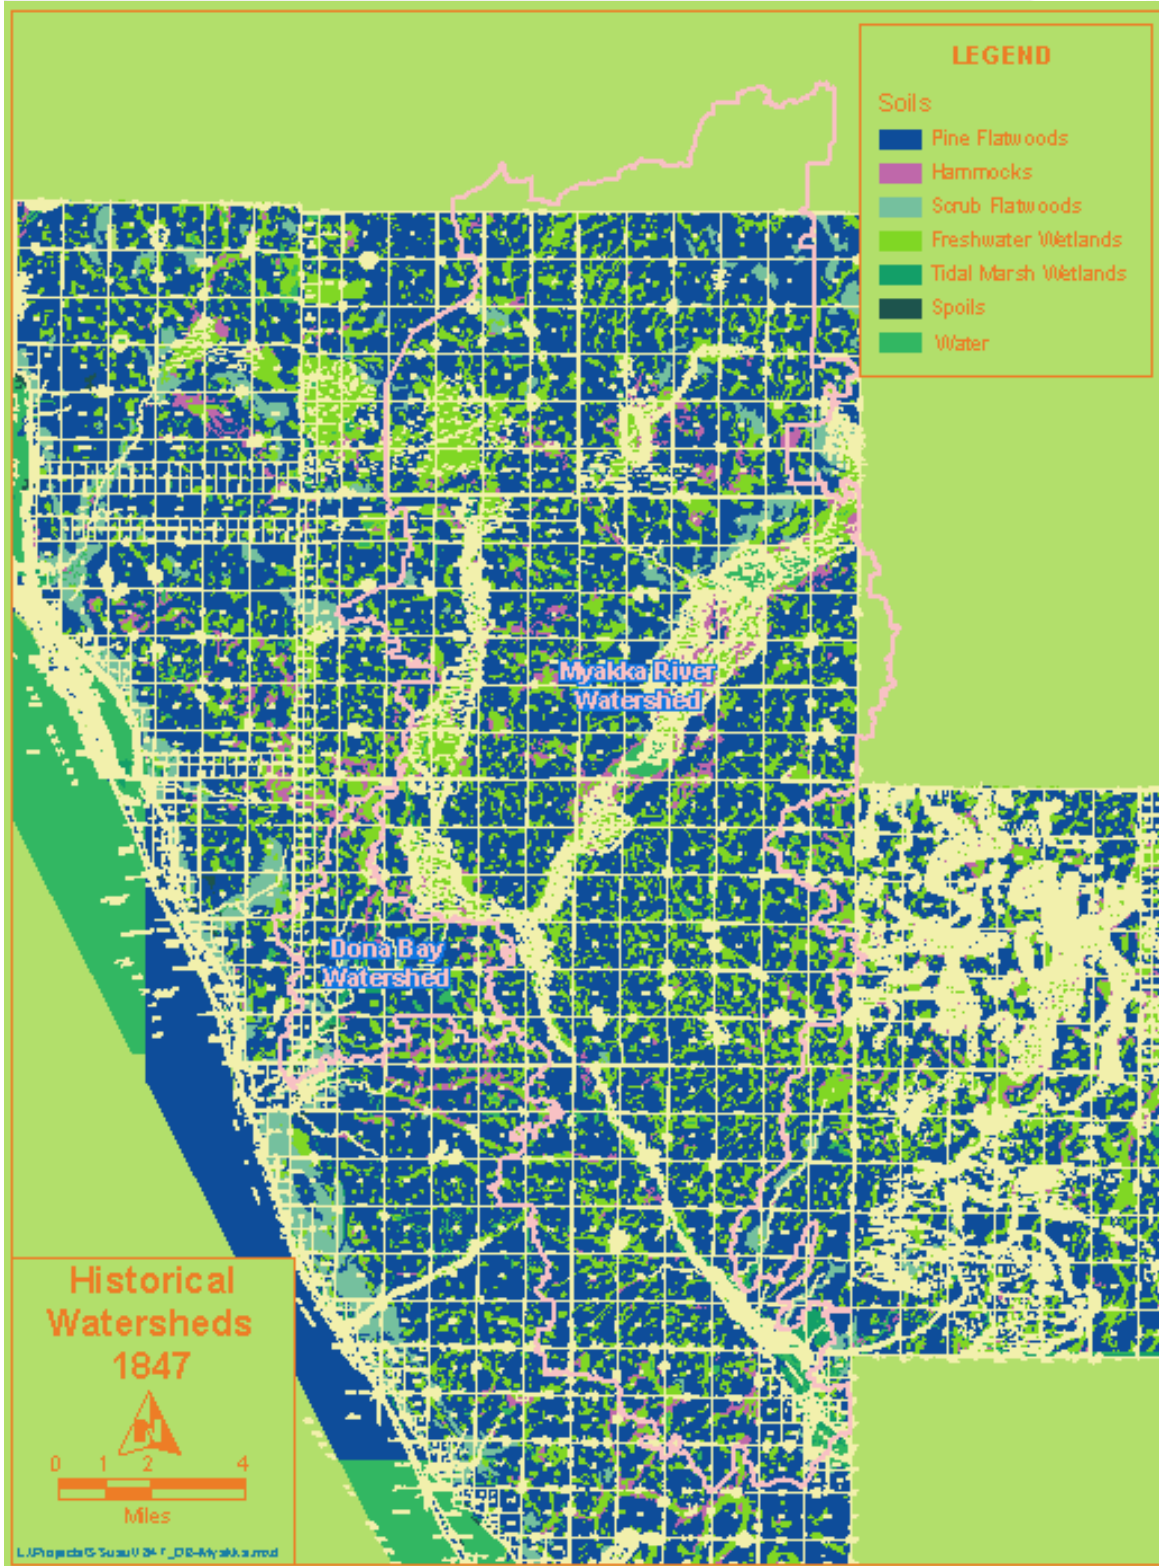 LEGEND
Soils
Pine Flatwoods
Hammocks
Scrub Flatwoods
Freshwater Wetlands
Tidal Marsh Wetlands
Spoils
Water
Myakka River
Watershed
Dona Bay
Watershed
Historical
Watersheds
1847
N
0 1 2 4
Miles